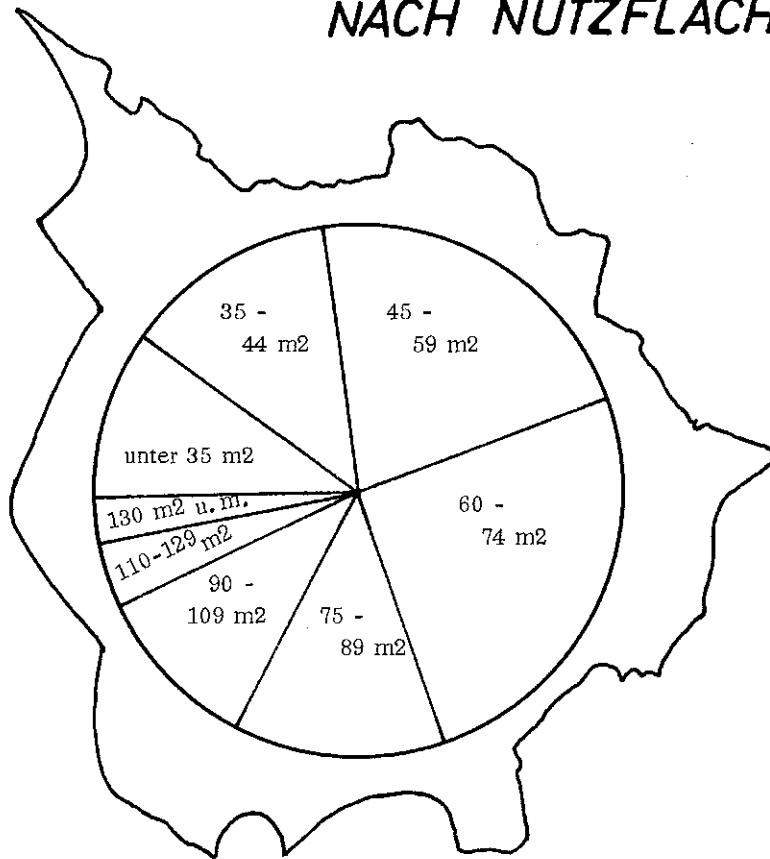 NACH NUTZFLÄCH
35 -
44 m2
45 -
59 m2
unter 35 m2
130 m2 u. m.
110-129 m2
60 -
74 m2
90 -
109 m2
75 -
89 m2